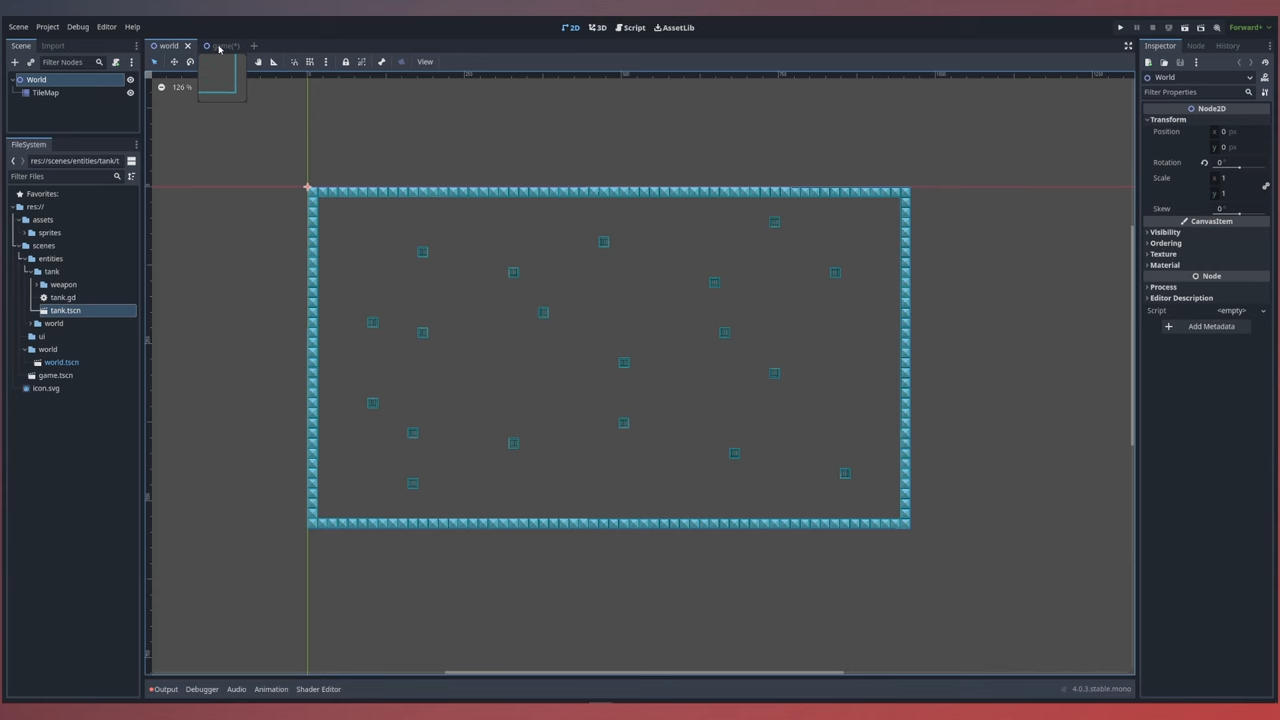 Scene Project Debug Editor Help
2D 3D Script AssetLib
Forward+
Scene Import
world game(*)
Inspector Node History
Filter Nodes
View
World
World
TileMap
126 %
Filter Properties
Node2D
Transform
Position x 0 px
y 0 px
Rotation 0 °
Scale x 1
y 1
Skew 0 °
CanvasItem
Visibility
Ordering
Texture
Material
Node
Process
Editor Description
Script <empty>
Add Metadata
FileSystem
res://scenes/entities/tank/t
Filter Files
Favorites:
res://
assets
sprites
scenes
entities
tank
weapon
tank.gd
tank.tscn
world
ui
world
world.tscn
game.tscn
icon.svg
Output Debugger Audio Animation Shader Editor
4.0.3.stable.mono